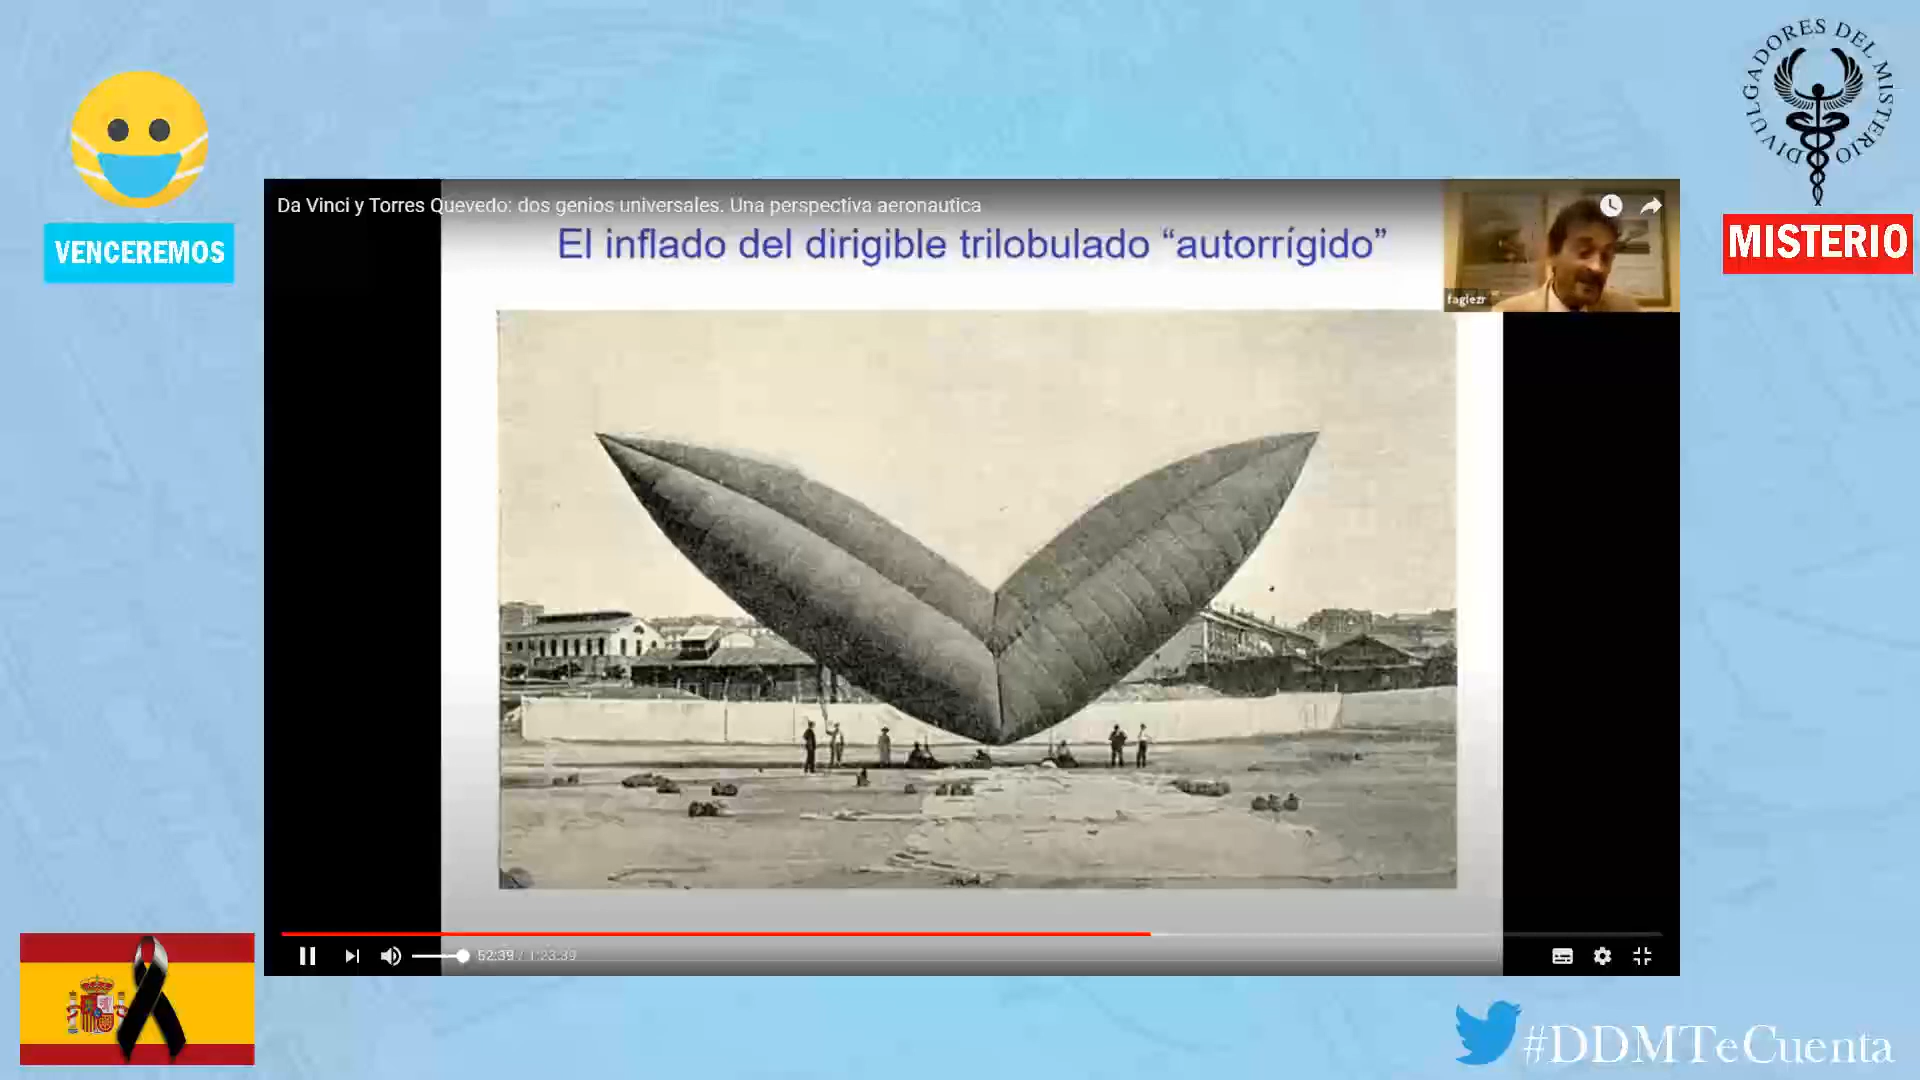 DIVULGADORES DEL MISTERIO
VENCEREMOS
MISTERIO
Da Vinci y Torres Quevedo: dos genios universales. Una perspectiva aeronautica
El inflado del dirigible trilobulado “autorrígido”
faglezr
52:39 / 1:23:39
#DDMTeCuenta